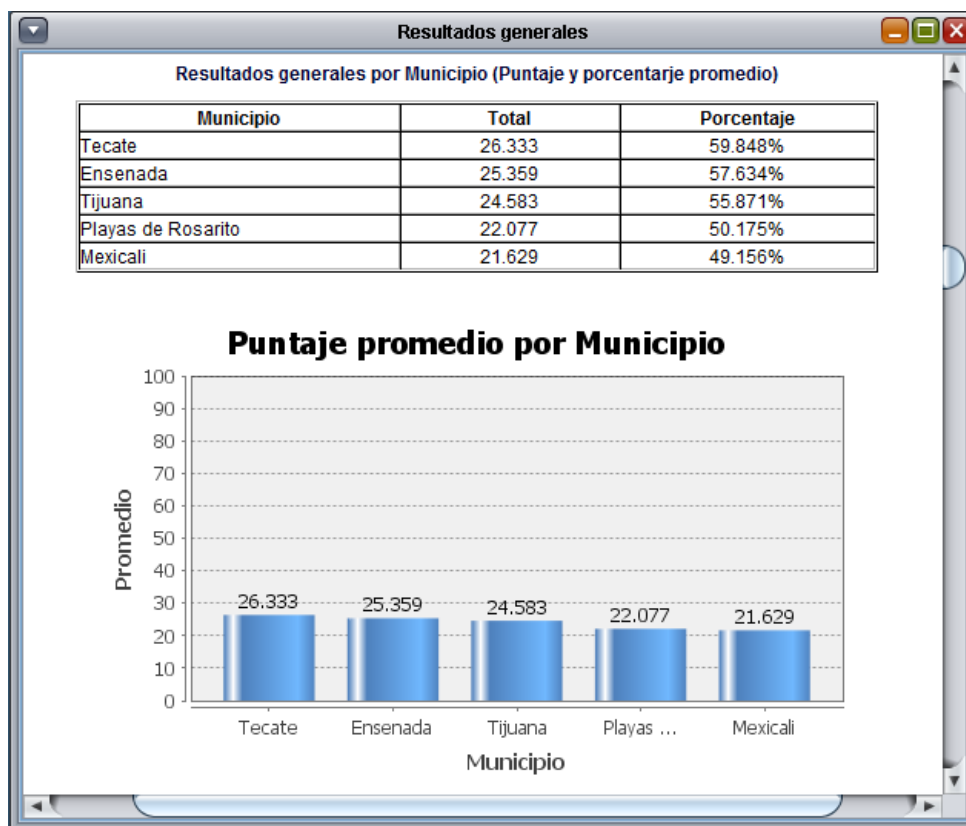 Resultados generales
Resultados generales por Municipio (Puntaje y porcentarje promedio)
Municipio Total Porcentaje
Tecate 26.333 59.848%
Ensenada 25.359 57.634%
Tijuana 24.583 55.871%
Playas de Rosarito 22.077 50.175%
Mexicali 21.629 49.156%
Puntaje promedio por Municipio
100
90
80
70
60
50
40
30
20
10
0
Promedio
26.333 25.359 24.583 22.077 21.629
Tecate Ensenada Tijuana Playas ... Mexicali
Municipio